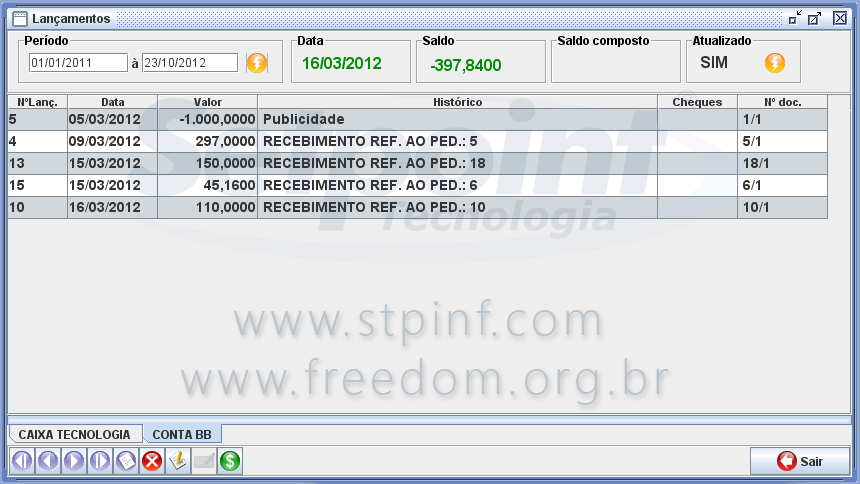 Lançamentos
Período Data Saldo Saldo composto Atualizado
01/01/2011 à 23/10/2012 16/03/2012 -397,8400 SIM
NºLanç. Data Valor Histórico Cheques Nº doc.
5 05/03/2012 -1.000,0000 Publicidade 1/1
4 09/03/2012 297,0000 RECEBIMENTO REF. AO PED.: 5 5/1
13 15/03/2012 150,0000 RECEBIMENTO REF. AO PED.: 18 18/1
15 15/03/2012 45,1600 RECEBIMENTO REF. AO PED.: 6 6/1
10 16/03/2012 110,0000 RECEBIMENTO REF. AO PED.: 10 10/1
Stpoint ®
Tecnologia
www.stpinf.com
www.freedom.org.br
CAIXA TECNOLOGIA CONTA BB
$ Sair